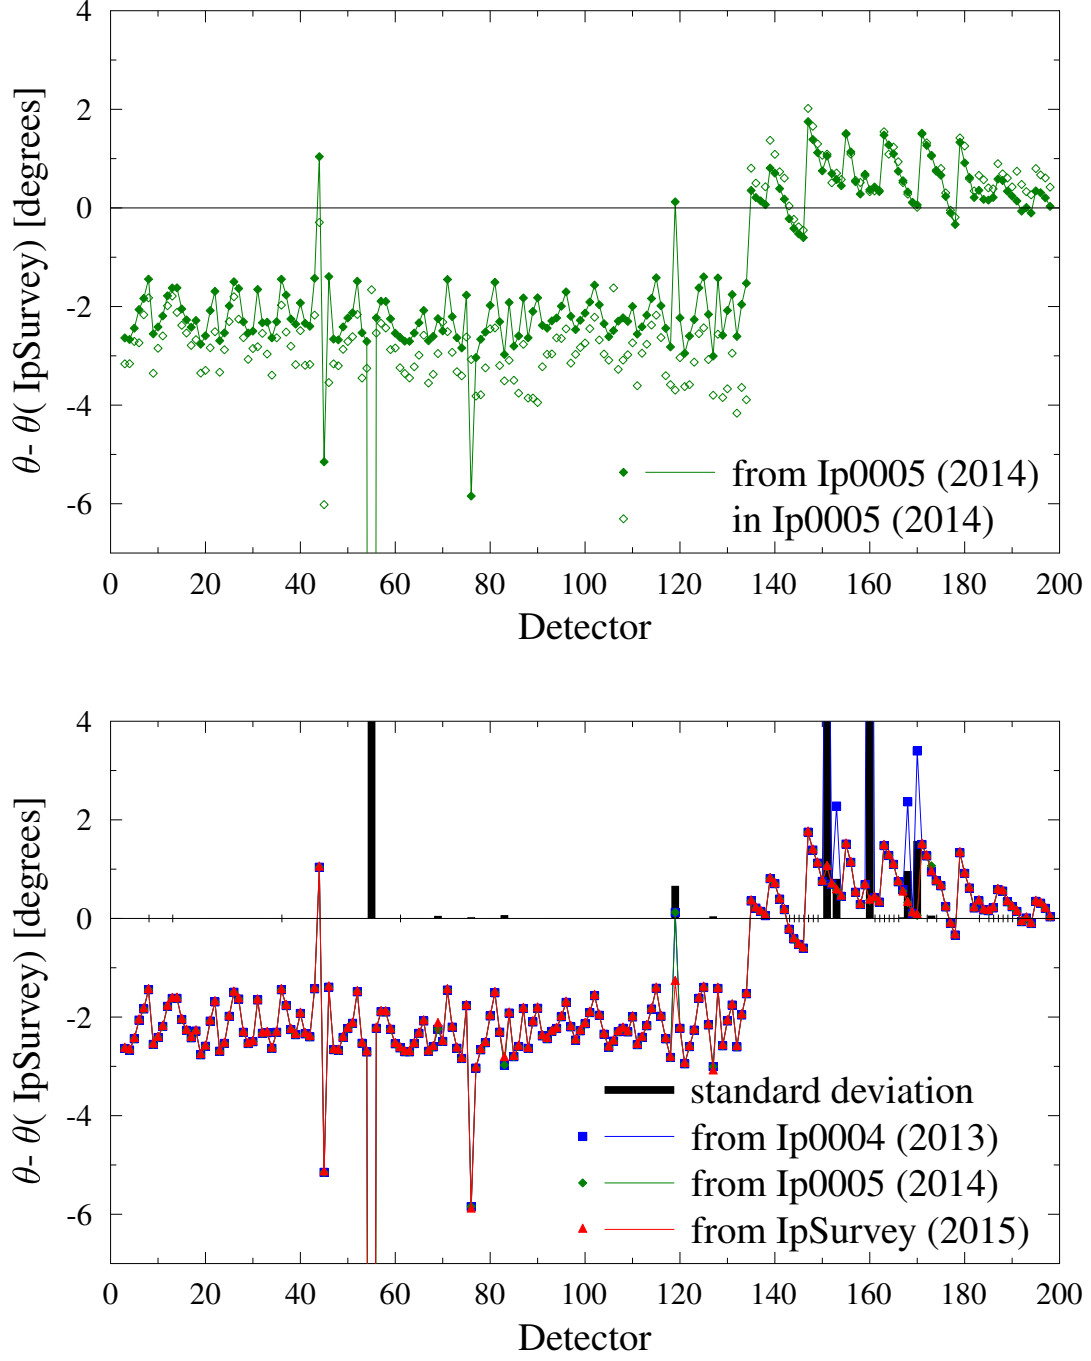 4
2
0
-2
-4
-6
θ- θ( IpSurvey) [degrees]
from Ip0005 (2014)
in Ip0005 (2014)
0 20 40 60 80 100 120 140 160 180 200
Detector
4
2
0
-2
-4
-6
θ- θ( IpSurvey) [degrees]
standard deviation
from Ip0004 (2013)
from Ip0005 (2014)
from IpSurvey (2015)
0 20 40 60 80 100 120 140 160 180 200
Detector